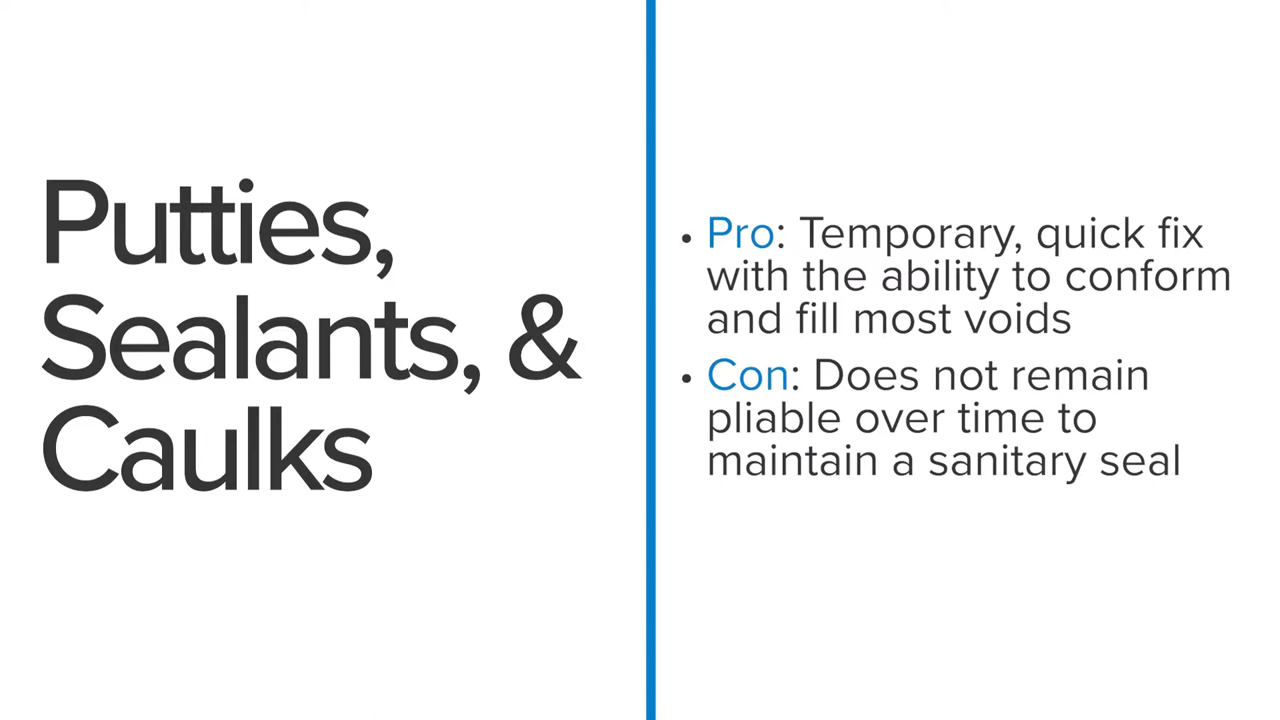 Putties,
Sealants, &
Caulks
• Pro: Temporary, quick fix
with the ability to conform
and fill most voids
• Con: Does not remain
pliable over time to
maintain a sanitary seal